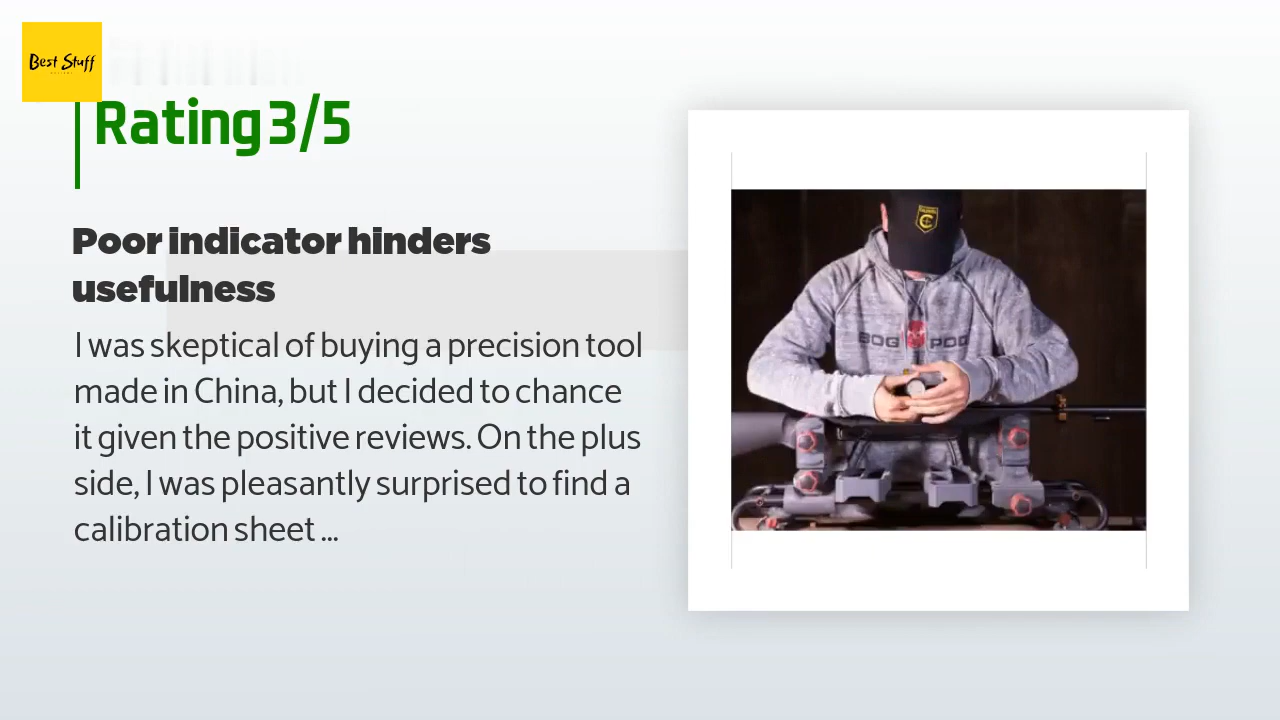 Best Stuff
Rating 3/5
Poor indicator hinders
usefulness
I was skeptical of buying a precision tool
made in China, but I decided to chance
it given the positive reviews. On the plus
side, I was pleasantly surprised to find a
calibration sheet ...
BOG POD